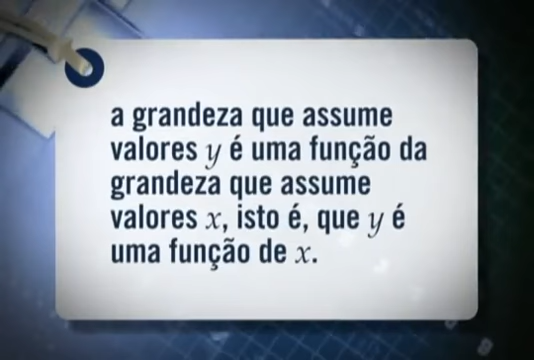 a grandeza que assume
valores y é uma função da
grandeza que assume
valores x, isto é, que y é
uma função de x.